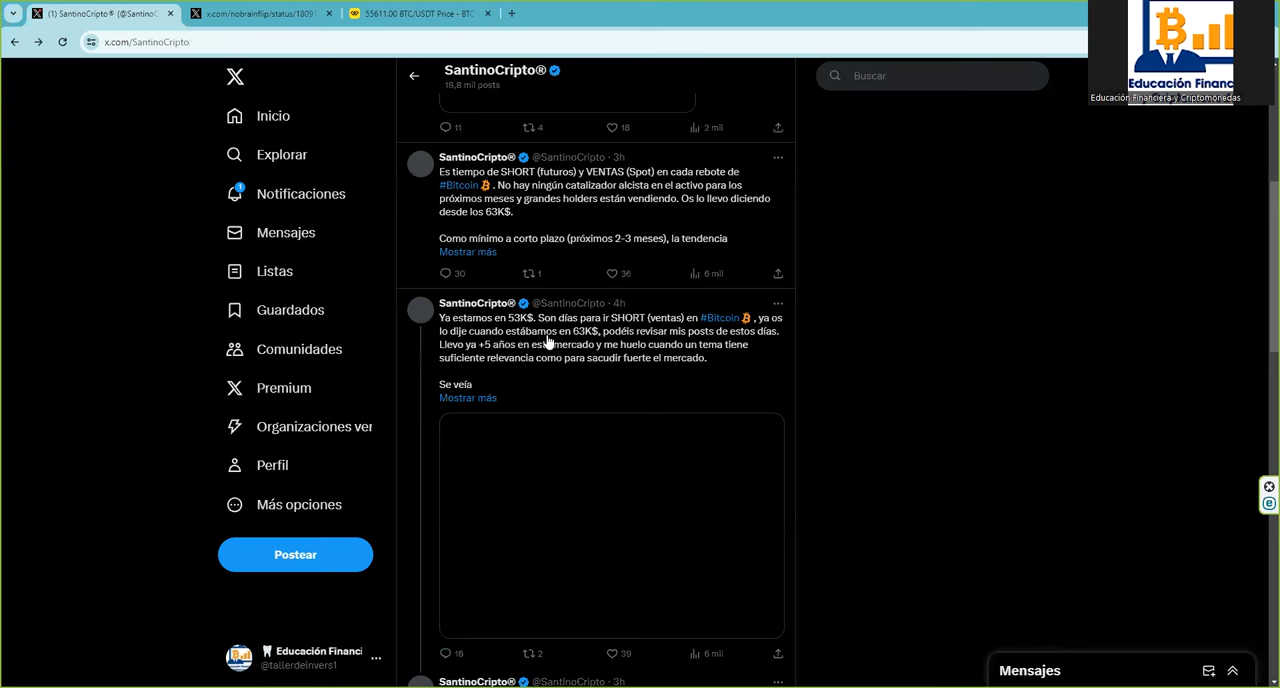 (1) SantinoCripto® (@SantinoC
x.com/nobrainflip/status/1809
55611.00 BTC/USDT Price - BTC
x.com/SantinoCripto
Educación Financ
Educación Financiera y Criptomonedas
Inicio
Explorar
1
Notificaciones
Mensajes
Listas
Guardados
Comunidades
Premium
Organizaciones ver
Perfil
Más opciones
Postear
Educación Financi
@tallerdeinvers1
SantinoCripto®
18,8 mil posts
11 4 18 2 mil
SantinoCripto® @SantinoCripto · 3h
Es tiempo de SHORT (futuros) y VENTAS (Spot) en cada rebote de
#Bitcoin . No hay ningún catalizador alcista en el activo para los
próximos meses y grandes holders están vendiendo. Os lo llevo diciendo
desde los 63K$.
Como mínimo a corto plazo (próximos 2-3 meses), la tendencia
Mostrar más
30 1 36 6 mil
SantinoCripto® @SantinoCripto · 4h
Ya estamos en 53K$. Son días para ir SHORT (ventas) en #Bitcoin , ya os
lo dije cuando estábamos en 63K$, podéis revisar mis posts de estos días.
Llevo ya +5 años en este mercado y me huelo cuando un tema tiene
suficiente relevancia como para sacudir fuerte el mercado.
Se veía
Mostrar más
16 2 39 6 mil
SantinoCripto® @SantinoCripto · 3h
Buscar
Mensajes